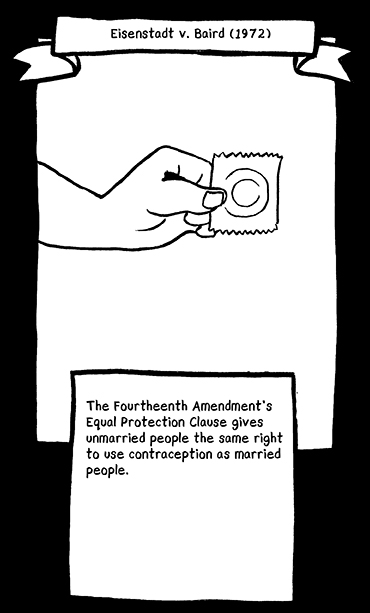 Eisenstadt v. Baird (1972)
The Fourtheenth Amendment's
Equal Protection Clause gives
unmarried people the same right
to use contraception as married
people.